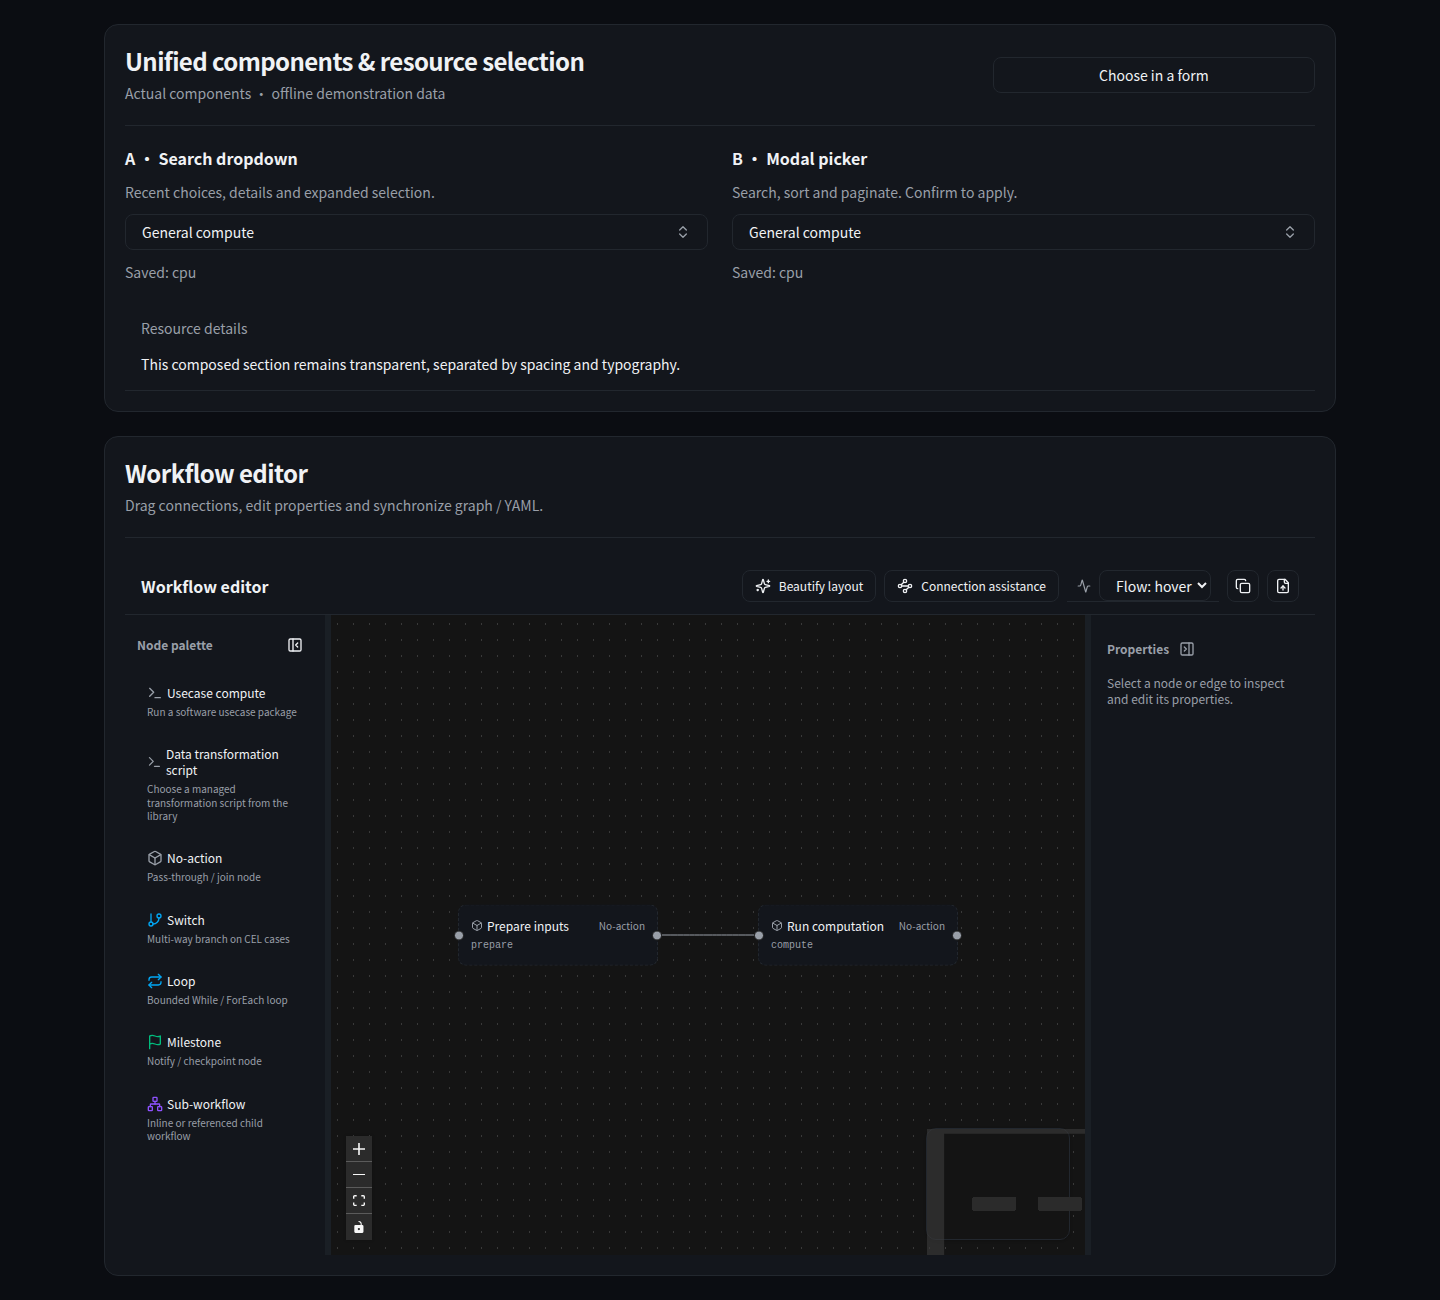 Unified components & resource selection
Actual components • offline demonstration data
Choose in a form
A • Search dropdown
Recent choices, details and expanded selection.
General compute
Saved: cpu
B • Modal picker
Search, sort and paginate. Confirm to apply.
General compute
Saved: cpu
Resource details
This composed section remains transparent, separated by spacing and typography.
Workflow editor
Drag connections, edit properties and synchronize graph / YAML.
Workflow editor
Beautify layout
Connection assistance
Flow: hover
Node palette
Usecase compute
Run a software usecase package
Data transformation
script
Choose a managed
transformation script from the
library
No-action
Pass-through / join node
Switch
Multi-way branch on CEL cases
Loop
Bounded While / ForEach loop
Milestone
Notify / checkpoint node
Sub-workflow
Inline or referenced child
workflow
Prepare inputs No-action
prepare
Run computation No-action
compute
Properties
Select a node or edge to inspect
and edit its properties.